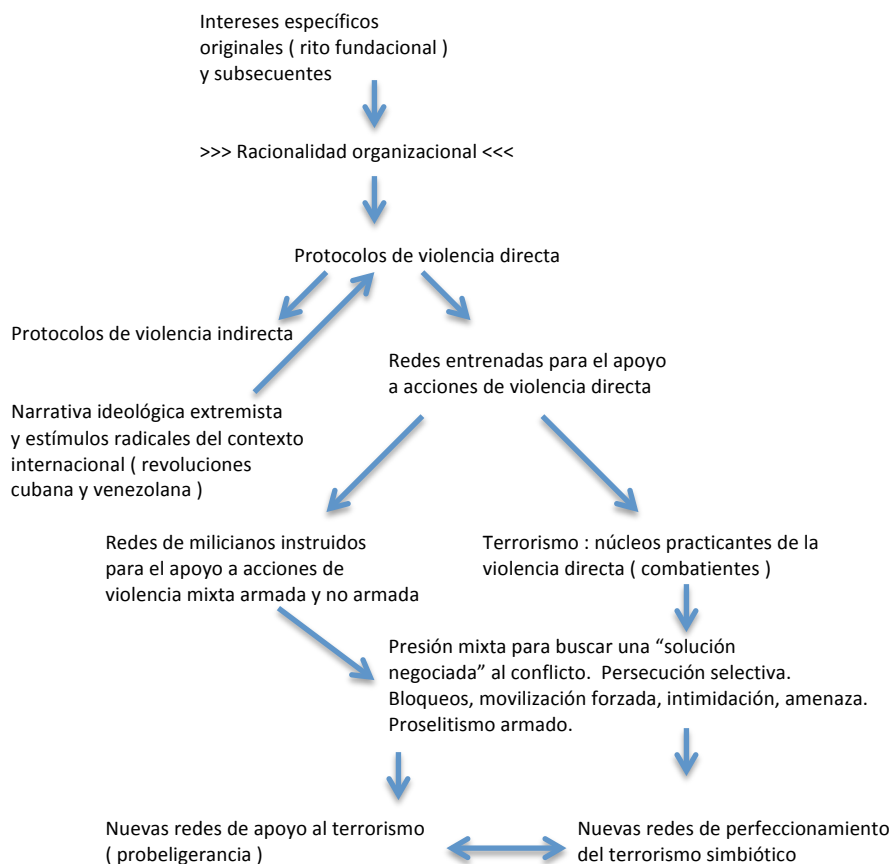 Intereses específicos
originales ( rito fundacional )
y subsecuentes
>>> Racionalidad organizacional <<<
Protocolos de violencia directa
Protocolos de violencia indirecta
Redes entrenadas para el apoyo
a acciones de violencia directa
Narrativa ideológica extremista
y estímulos radicales del contexto
internacional ( revoluciones
cubana y venezolana )
Redes de milicianos instruidos
para el apoyo a acciones de
violencia mixta armada y no armada
Terrorismo : núcleos practicantes de la
violencia directa ( combatientes )
Presión mixta para buscar una “solución
negociada” al conflicto. Persecución selectiva.
Bloqueos, movilización forzada, intimidación, amenaza.
Proselitismo armado.
Nuevas redes de apoyo al terrorismo
( probeligerancia )
Nuevas redes de perfeccionamiento
del terrorismo simbiótico